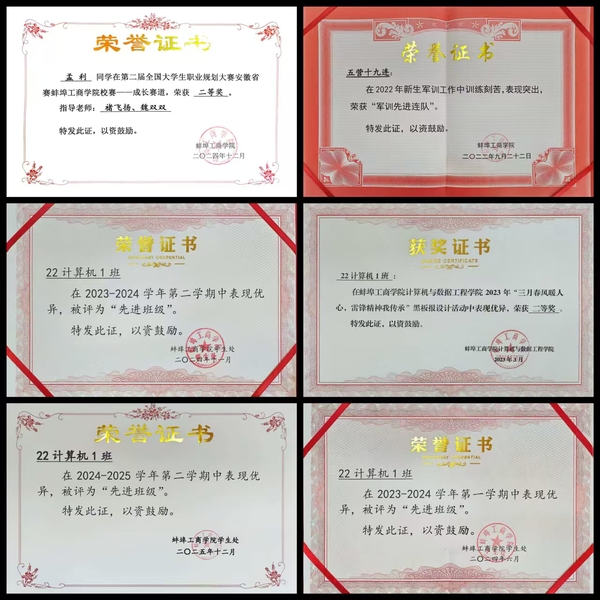 荣誉证书
孟利 同学在第二届全国大学生职业规划大赛安徽省
赛蚌埠工商学院校赛——成长赛道，荣获 二等奖。
指导老师：褚飞扬、魏双双
特发此证，以资鼓励。
蚌埠工商学院
二〇二四年十二月
荣誉证书
五营十九连：
在2022年新生军训工作中训练刻苦，表现突出，
荣获“军训先进连队”。
特发此证，以资鼓励。
蚌埠工商学院
二〇二二年九月二十二日
荣誉证书
22计算机1班
在2023-2024学年第二学期中表现优
异，被评为“先进班级”。
特发此证，以资鼓励。
蚌埠工商学院学生处
获奖证书
22计算机1班：
在蚌埠工商学院计算机与数据工程学院2023年“三月春风暖人
心，雷锋精神我传承”黑板报设计活动中表现优异，荣获 二等奖。
特发此证，以资鼓励。
蚌埠工商学院计算机与数据工程学院
2023年3月
荣誉证书
22计算机1班
在2024-2025学年第二学期中表现优
异，被评为“先进班级”。
特发此证，以资鼓励。
蚌埠工商学院学生处
二〇二五年十二月
荣誉证书
22计算机1班
在2023-2024学年第一学期中表现优
异，被评为“先进班级”。
特发此证，以资鼓励。
蚌埠工商学院学生处
二〇二四年六月